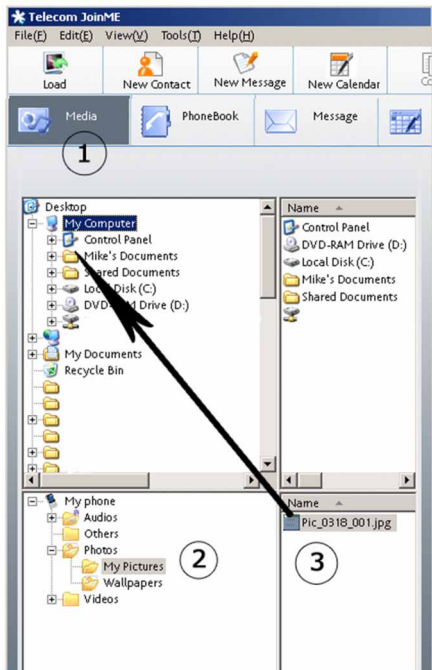 Telecom JoinME
File(F) Edit(E) View(V) Tools(T) Help(H)
Load New Contact New Message New Calendar
Media PhoneBook Message
1
Desktop
My Computer
Control Panel
Mike's Documents
Shared Documents
Local Disk (C:)
DVD-RAM Drive (D:)
My Documents
Recycle Bin
Name
Control Panel
DVD-RAM Drive (D:)
Local Disk (C:)
Mike's Documents
Shared Documents
My phone
Audios
Others
Photos
My Pictures
Wallpapers
Videos
2
Name
Pic_0318_001.jpg
3